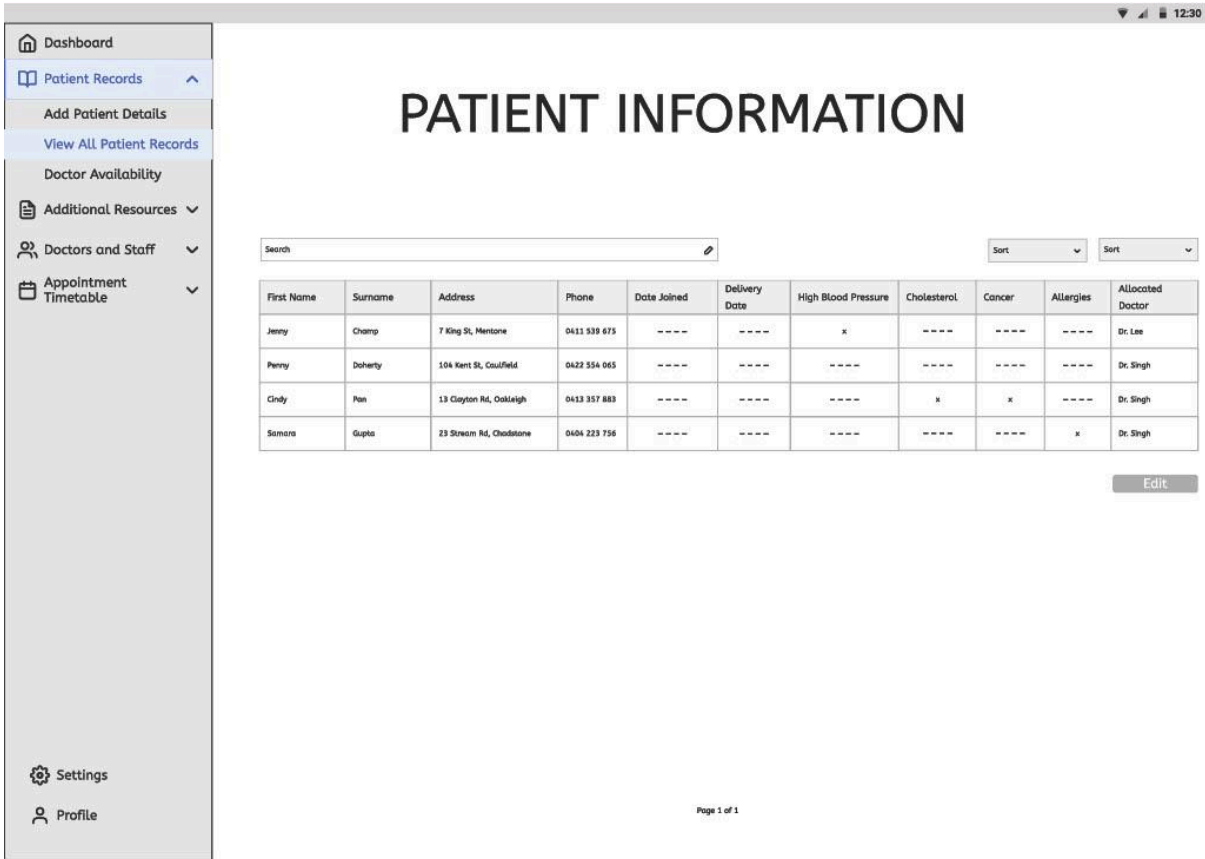 12:30
Dashboard
Patient Records
Add Patient Details
View All Patient Records
Doctor Availability
Additional Resources
Doctors and Staff
Appointment
Timetable
Settings
Profile
PATIENT INFORMATION
Search
Sort
Sort
First Name Surname Address Phone Date Joined Delivery Date High Blood Pressure Cholesterol Cancer Allergies Allocated Doctor
Jenny Champ 7 King St, Mentone 0411 539 675 ---- ---- x ---- ---- ---- Dr. Lee
Penny Doherty 104 Kent St, Caulfield 0422 554 065 ---- ---- ---- ---- ---- ---- Dr. Singh
Cindy Pan 13 Clayton Rd, Oakleigh 0413 357 883 ---- ---- ---- x x ---- Dr. Singh
Samara Gupta 23 Stream Rd, Chadstone 0404 223 756 ---- ---- ---- ---- ---- x Dr. Singh
Edit
Page 1 of 1